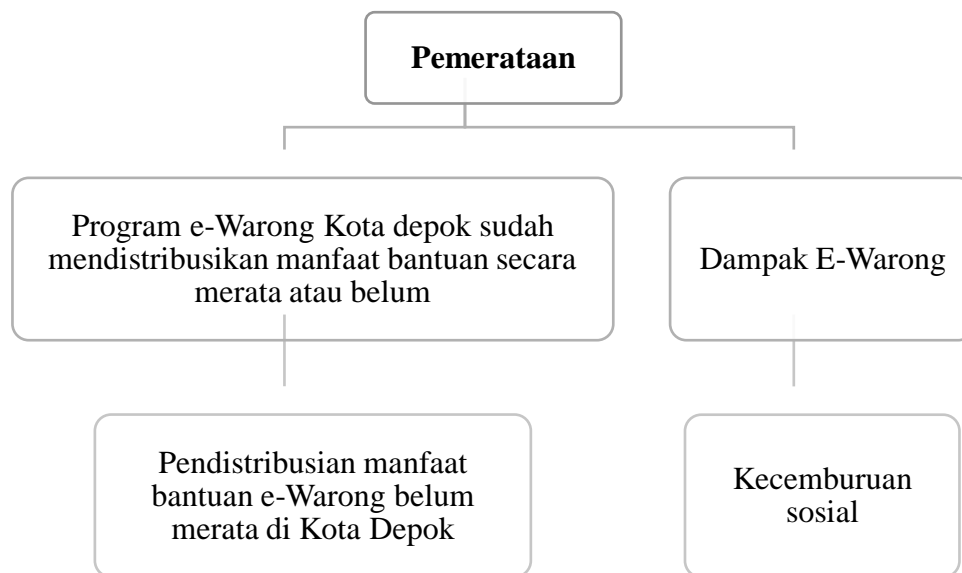 Pemerataan
Program e-Warong Kota depok sudah
mendistribusikan manfaat bantuan secara
merata atau belum
Dampak E-Warong
Pendistribusian manfaat
bantuan e-Warong belum
merata di Kota Depok
Kecemburuan
sosial